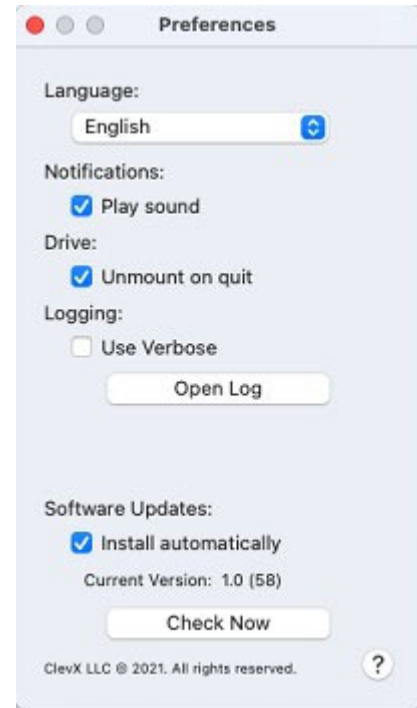 Preferences
Language:
English
Notifications:
Play sound
Drive:
Unmount on quit
Logging:
Use Verbose
Open Log
Software Updates:
Install automatically
Current Version: 1.0 (58)
Check Now
ClevX LLC © 2021. All rights reserved.
?